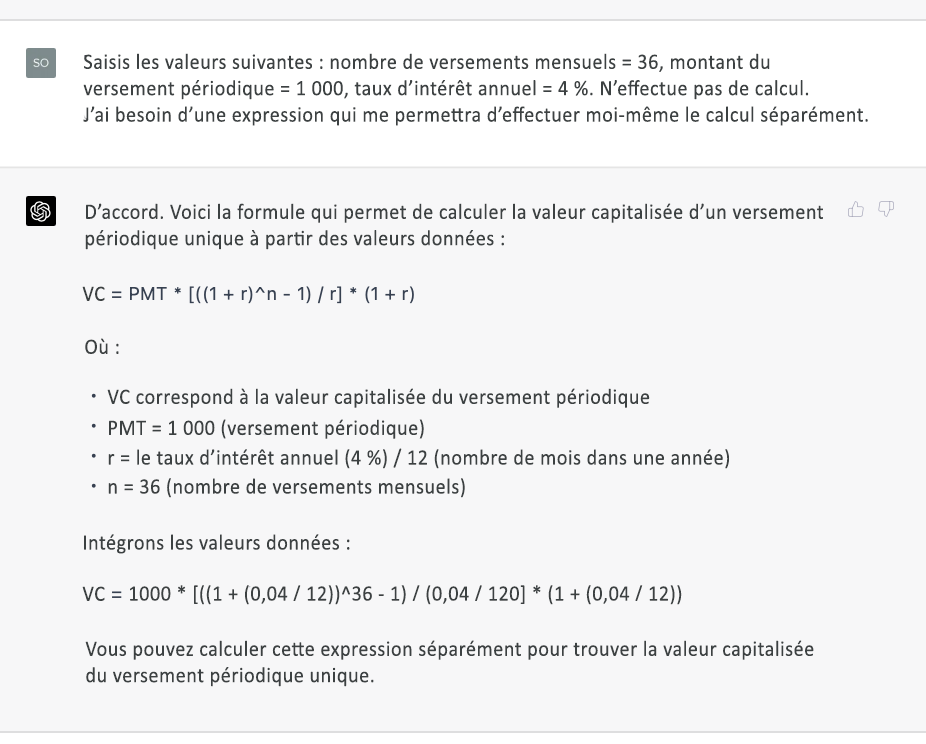 SO
Saisis les valeurs suivantes : nombre de versements mensuels = 36, montant du
versement périodique = 1 000, taux d’intérêt annuel = 4 %. N’effectue pas de calcul.
J’ai besoin d’une expression qui me permettra d’effectuer moi-même le calcul séparément.
D’accord. Voici la formule qui permet de calculer la valeur capitalisée d’un versement
périodique unique à partir des valeurs données :
VC = PMT * [((1 + r)^n - 1) / r] * (1 + r)
Où :
• VC correspond à la valeur capitalisée du versement périodique
• PMT = 1 000 (versement périodique)
• r = le taux d’intérêt annuel (4 %) / 12 (nombre de mois dans une année)
• n = 36 (nombre de versements mensuels)
Intégrons les valeurs données :
VC = 1000 * [((1 + (0,04 / 12))^36 - 1) / (0,04 / 120] * (1 + (0,04 / 12))
Vous pouvez calculer cette expression séparément pour trouver la valeur capitalisée
du versement périodique unique.